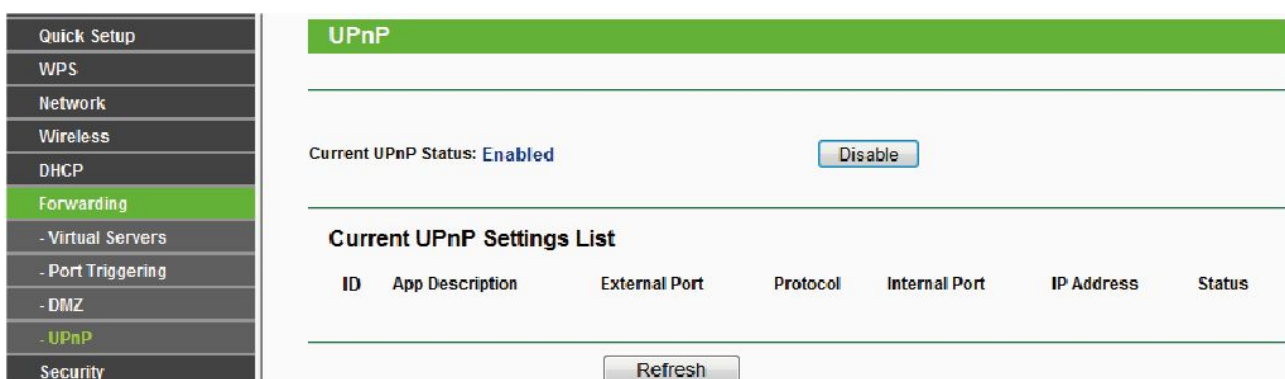 Quick Setup
WPS
Network
Wireless
DHCP
Forwarding
- Virtual Servers
- Port Triggering
- DMZ
- UPnP
Security
UPnP
Current UPnP Status: Enabled Disable
Current UPnP Settings List
ID App Description External Port Protocol Internal Port IP Address Status
Refresh